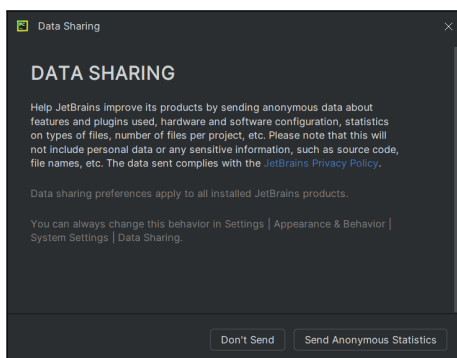 Data Sharing
DATA SHARING
Help JetBrains improve its products by sending anonymous data about
features and plugins used, hardware and software configuration, statistics
on types of files, number of files per project, etc. Please note that this will
not include personal data or any sensitive information, such as source code,
file names, etc. The data sent complies with the JetBrains Privacy Policy.
Data sharing preferences apply to all installed JetBrains products.
You can always change this behavior in Settings | Appearance & Behavior |
System Settings | Data Sharing.
Don't Send Send Anonymous Statistics